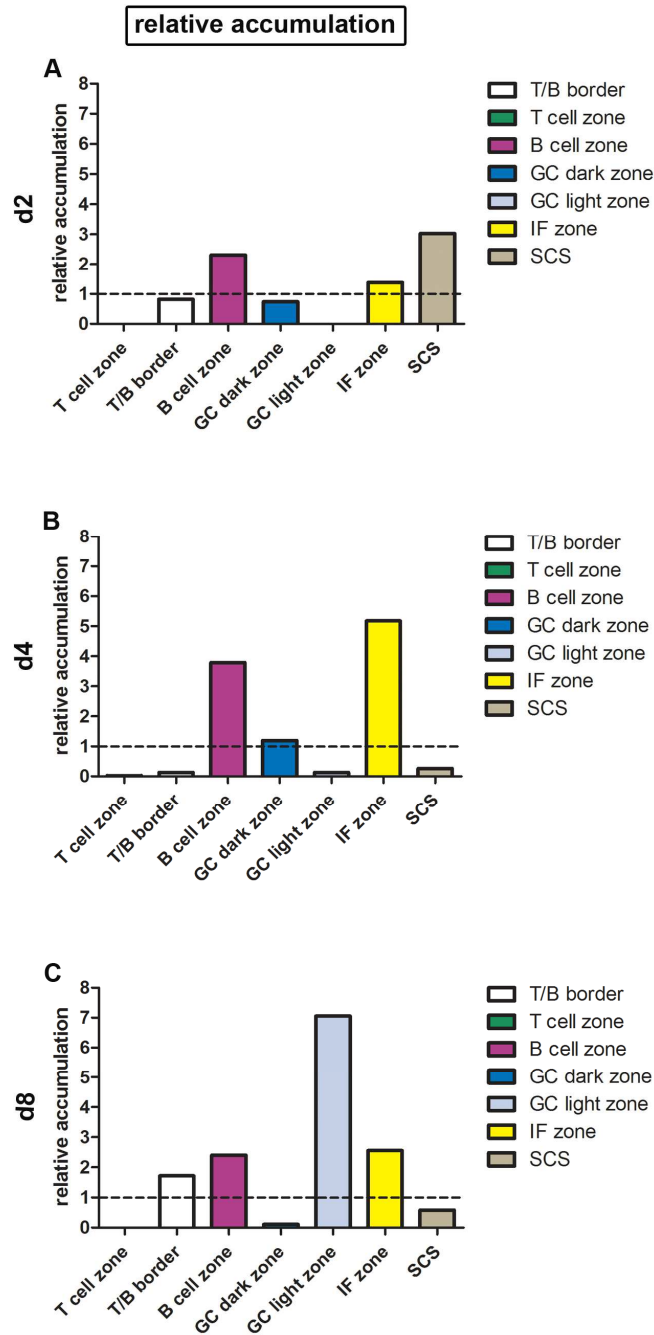 relative accumulation
A
d2
relative accumulation
8
7
6
5
4
3
2
1
0
T cell zone
T/B border
B cell zone
GC dark zone
GC light zone
IF zone
SCS
T/B border
T cell zone
B cell zone
GC dark zone
GC light zone
IF zone
SCS
B
d4
relative accumulation
8
7
6
5
4
3
2
1
0
T cell zone
T/B border
B cell zone
GC dark zone
GC light zone
IF zone
SCS
T/B border
T cell zone
B cell zone
GC dark zone
GC light zone
IF zone
SCS
C
d8
relative accumulation
8
7
6
5
4
3
2
1
0
T cell zone
T/B border
B cell zone
GC dark zone
GC light zone
IF zone
SCS
T/B border
T cell zone
B cell zone
GC dark zone
GC light zone
IF zone
SCS